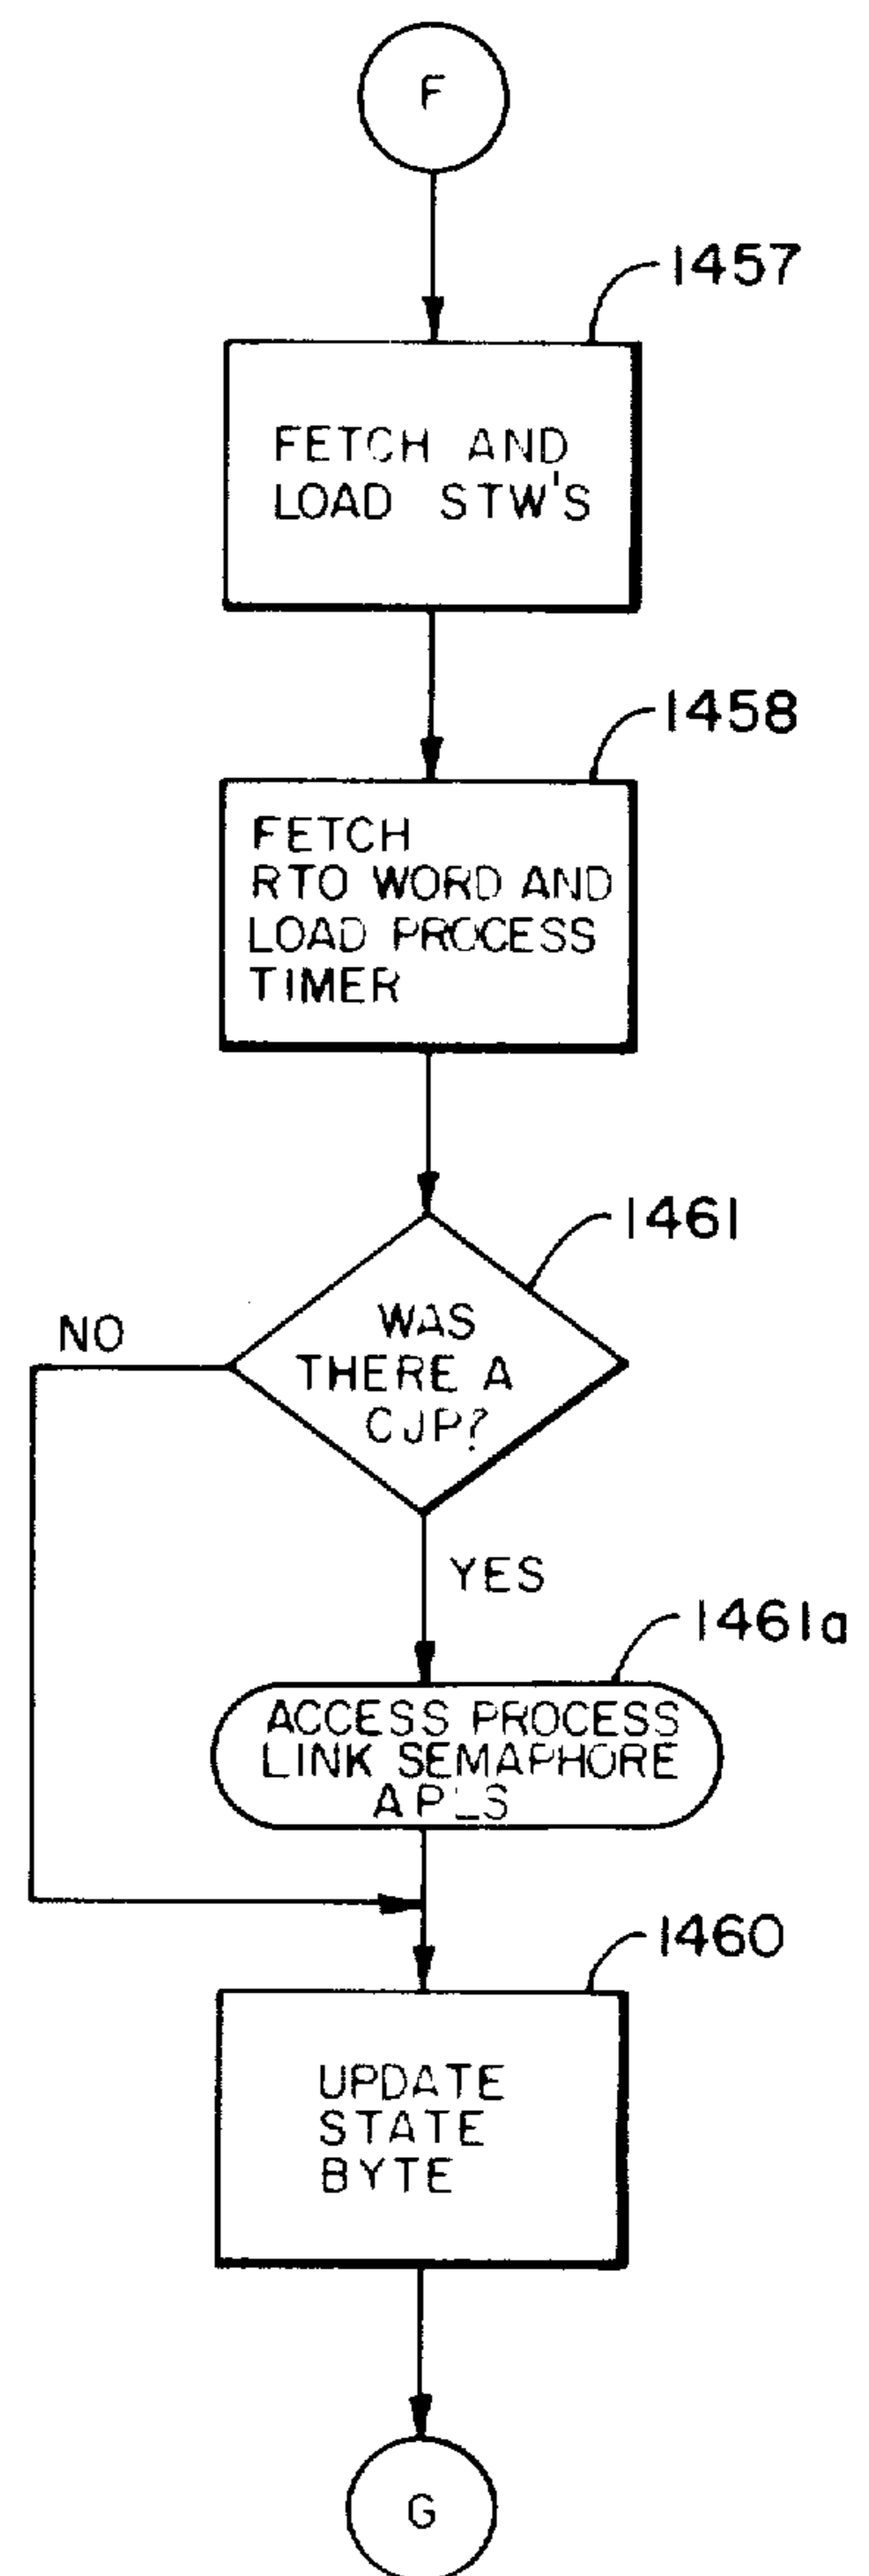 F
1457
FETCH AND
LOAD STW'S
1458
FETCH
RTO WORD AND
LOAD PROCESS
TIMER
1461
WAS
THERE A
CJP?
NO
YES
1461a
ACCESS PROCESS
LINK SEMAPHORE
APLS
1460
UPDATE
STATE
BYTE
G